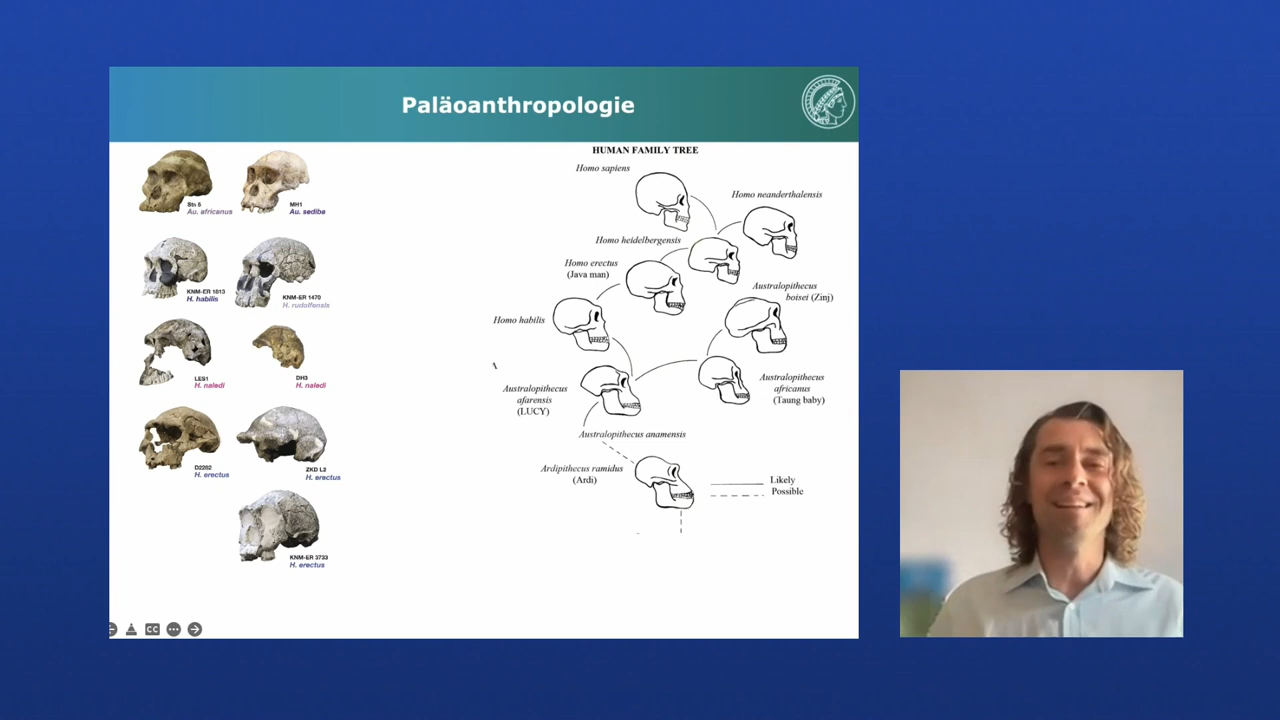 Paläoanthropologie
Sts 5
Au. africanus
MH1
Au. sediba
KNM-ER 1813
H. habilis
KNM-ER 1470
H. rudolfensis
LES1
H. naledi
DH3
H. naledi
D2282
H. erectus
ZKD L2
H. erectus
KNM-ER 3733
H. erectus
HUMAN FAMILY TREE
Homo sapiens
Homo neanderthalensis
Homo heidelbergensis
Homo erectus
(Java man)
Australopithecus
boisei (Zinj)
Homo habilis
Australopithecus
afarensis
(LUCY)
Australopithecus
africanus
(Taung baby)
Australopithecus anamensis
Ardipithecus ramidus
(Ardi)
Likely
Possible
CC